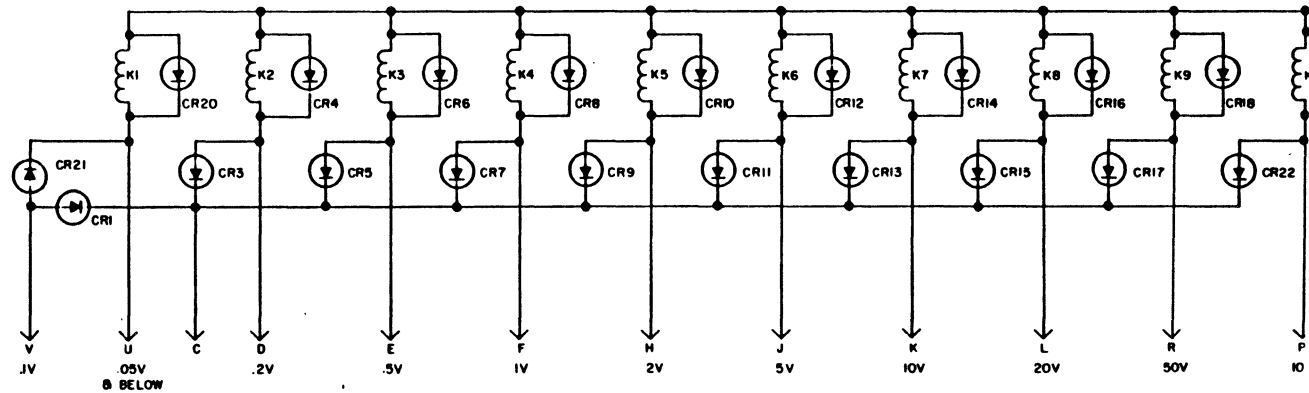 K1 K2 K3 K4 K5 K6 K7 K8 K9 K
CR20 CR4 CR6 CR8 CR10 CR12 CR14 CR16 CR18
CR21 CR3 CR5 CR7 CR9 CR11 CR13 CR15 CR17 CR22
CR1
V U C D E F H J K L R P
.1V .05V .2V .5V 1V 2V 5V 10V 20V 50V 10
& BELOW